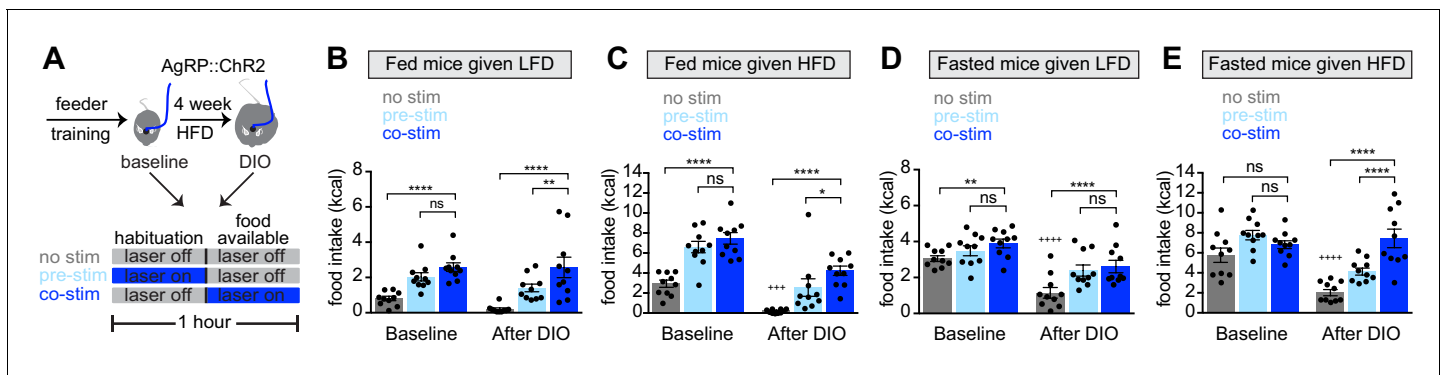 A
AgRP::ChR2
feeder
training
4 week
HFD
baseline
DIO
habituation
food
available
no stim
laser off
laser off
pre-stim
laser on
laser off
co-stim
laser off
laser on
1 hour
B
Fed mice given LFD
no stim
pre-stim
co-stim
food intake (kcal)
8
6
4
2
0
****
ns
****
**
Baseline
After DIO
C
Fed mice given HFD
no stim
pre-stim
co-stim
food intake (kcal)
14
12
10
8
6
4
2
0
****
ns
****
*
+++
Baseline
After DIO
D
Fasted mice given LFD
no stim
pre-stim
co-stim
food intake (kcal)
8
6
4
2
0
**
ns
****
ns
++++
Baseline
After DIO
E
Fasted mice given HFD
no stim
pre-stim
co-stim
food intake (kcal)
14
12
10
8
6
4
2
0
ns
ns
****
****
++++
Baseline
After DIO